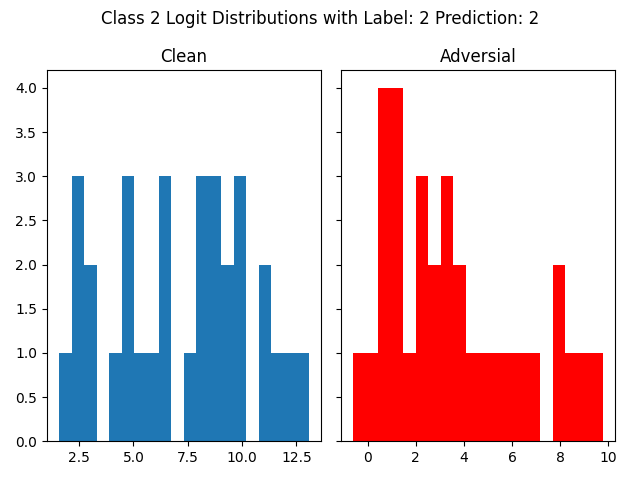 Class 2 Logit Distributions with Label: 2 Prediction: 2
Clean
Adversial
4.0
3.5
3.0
2.5
2.0
1.5
1.0
0.5
0.0
2.5 5.0 7.5 10.0 12.5
0 2 4 6 8 10